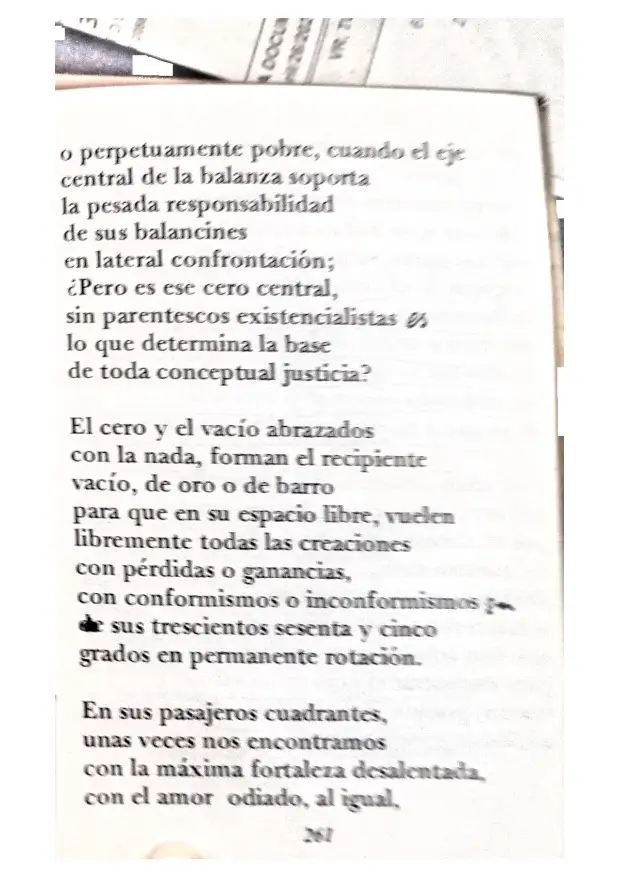 A DOCU
VIR. TU
o perpetuamente pobre, cuando el eje
central de la balanza soporta
la pesada responsabilidad
de sus balancines
en lateral confrontación;
¿Pero es ese cero central,
sin parentescos existencialistas es
lo que determina la base
de toda conceptual justicia?
El cero y el vacío abrazados
con la nada, forman el recipiente
vacío, de oro o de barro
para que en su espacio libre, vuelen
libremente todas las creaciones
con pérdidas o ganancias,
con conformismos o inconformismos
de sus trescientos sesenta y cinco
grados en permanente rotación.
En sus pasajeros cuadrantes,
unas veces nos encontramos
con la máxima fortaleza desalentada,
con el amor odiado, al igual,
261